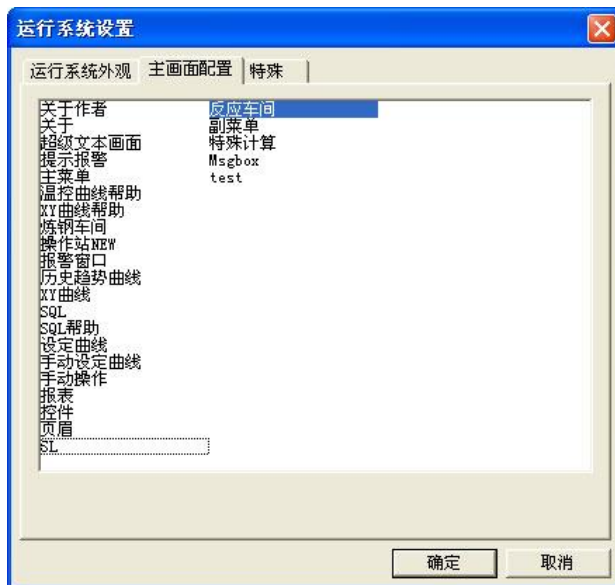 运行系统设置
运行系统外观 主画面配置 特殊
关于作者
关于
超级文本画面
提示报警
主菜单
温控曲线帮助
XY曲线帮助
炼钢车间
操作站NEW
报警窗口
历史趋势曲线
XY曲线
SQL
SQL帮助
设定曲线
手动设定曲线
手动操作
报表
控件
页眉
SL
反应车间
副菜单
特殊计算
Msgbox
test
确定 取消